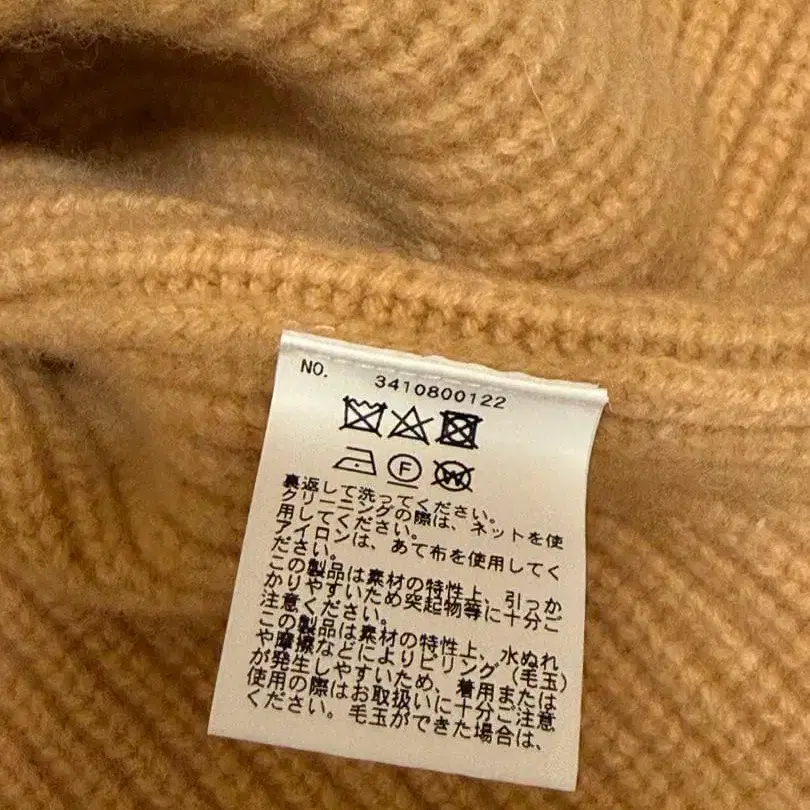 NO. 3410800122
F
W
裏返して洗ってください。
クリーニングの際は、ネットを使
用してください。
アイロンは、あて布を使用してく
ださい。
この製品は素材の特性上、引っか
かりやすいため突起物等に十分ご
注意ください。
この製品は素材の特性上、水ぬれ
や摩擦などによりピリング（毛玉）
が発生しやすいため、着用または
使用の際はお取扱いに十分ご注意
ください。毛玉ができた場合は、